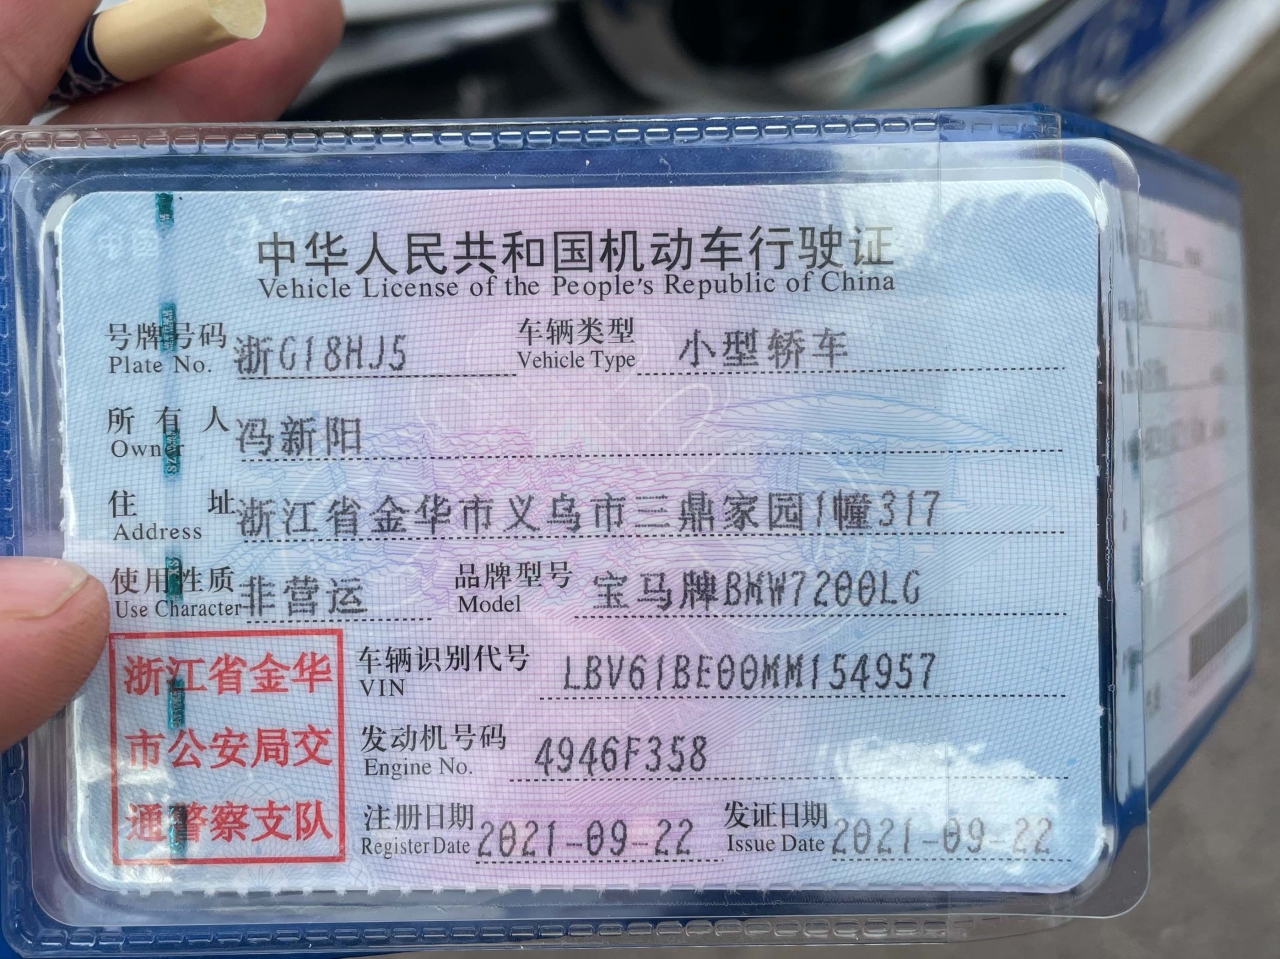 中华人民共和国机动车行驶证
Vehicle License of the People's Republic of China
号牌号码 浙G18HJ5 车辆类型 小型轿车
Plate No. Vehicle Type
所有人 冯新阳
Owner
住址 浙江省金华市义乌市三鼎家园1幢317
Address
使用性质 非营运 品牌型号 宝马牌BMW7200LG
Use Character Model
浙江省金华
市公安局交
通警察支队
车辆识别代号 LBV61BE00MM154957
VIN
发动机号码 4946F358
Engine No.
注册日期 2021-09-22 发证日期 2021-09-22
Register Date Issue Date